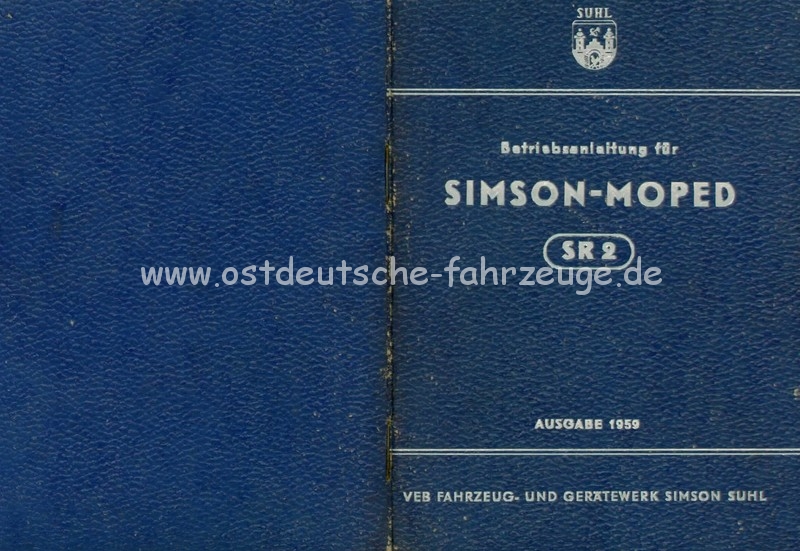 SUHL
Betriebsanleitung für
SIMSON-MOPED
SR 2
www.ostdeutsche-fahrzeuge.de
AUSGABE 1959
VEB FAHRZEUG- UND GERÄTEWERK SIMSON SUHL